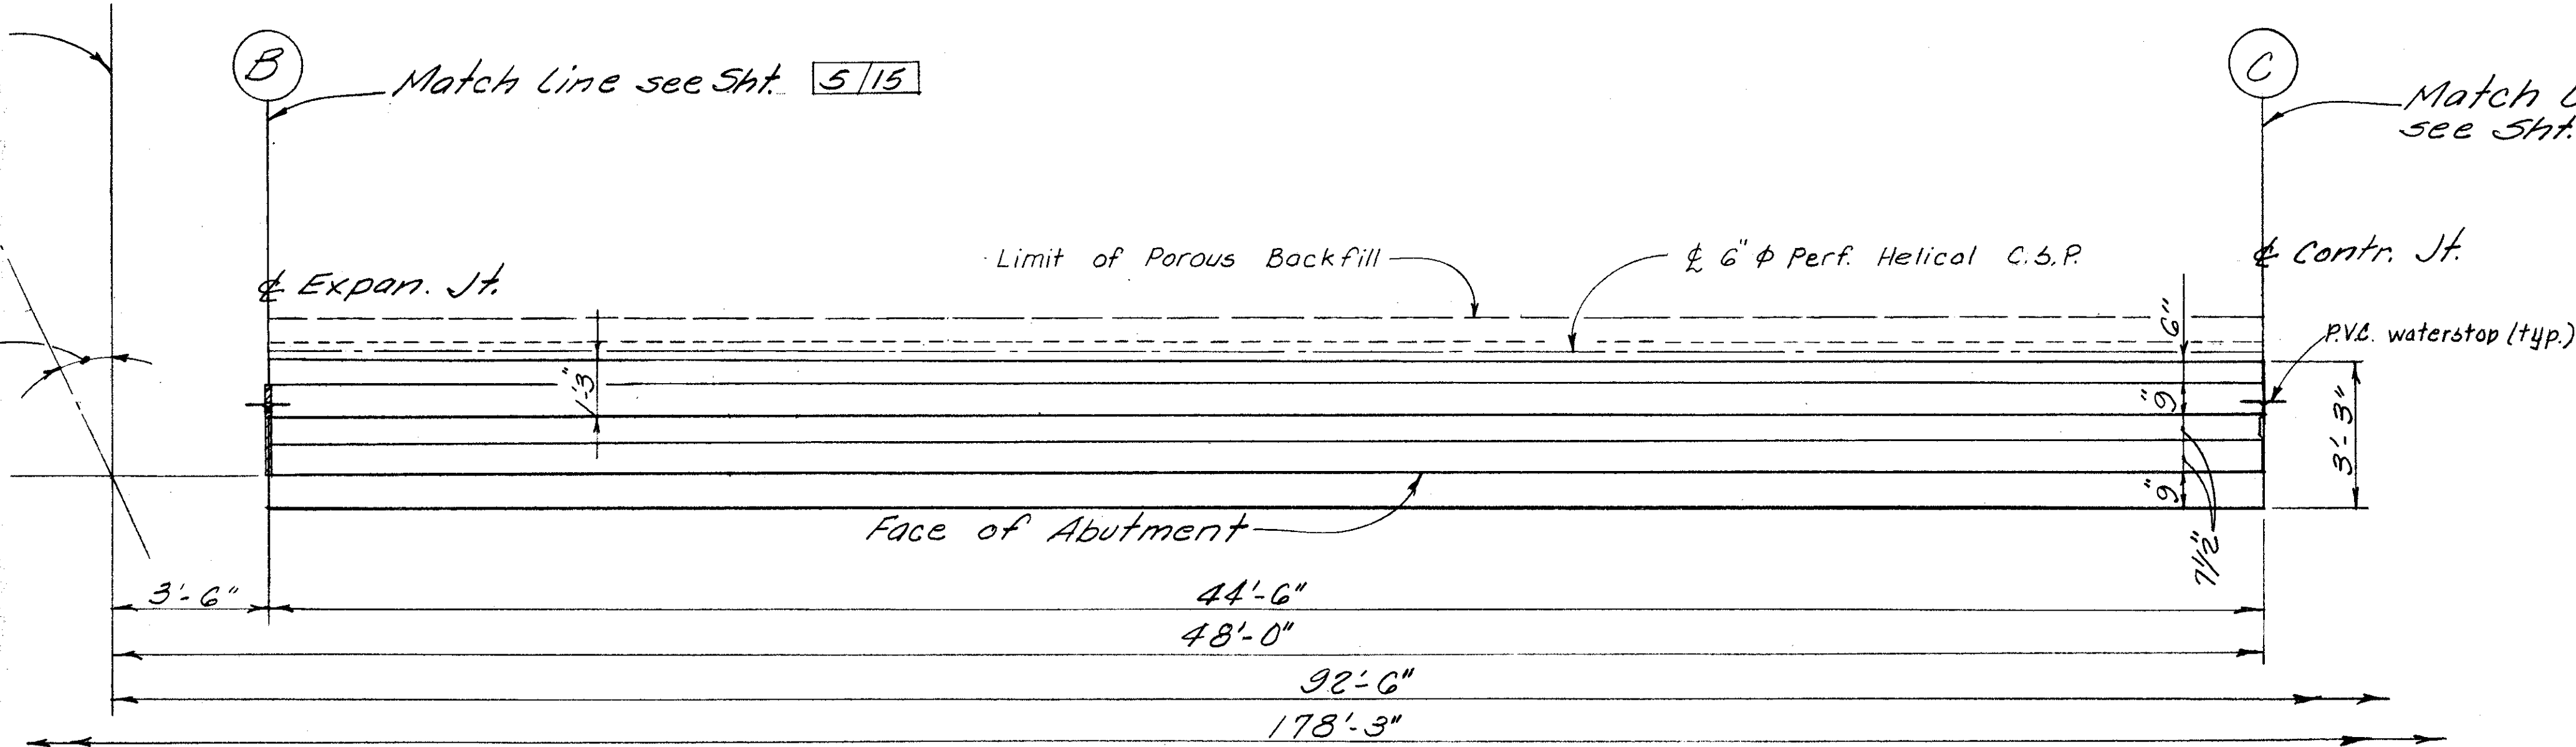 B
Match line see Sht. 5/15
C
Match
see Sht.
℄ Expan. Jt.
Limit of Porous Backfill
℄ 6" ϕ Perf. Helical C.S.P.
℄ Contr. Jt.
P.V.C. waterstop (typ.)
1'-3"
6"
9"
9"
7½"
3'-3"
Face of Abutment
3'-6"
44'-6"
48'-0"
92'-6"
178'-3"